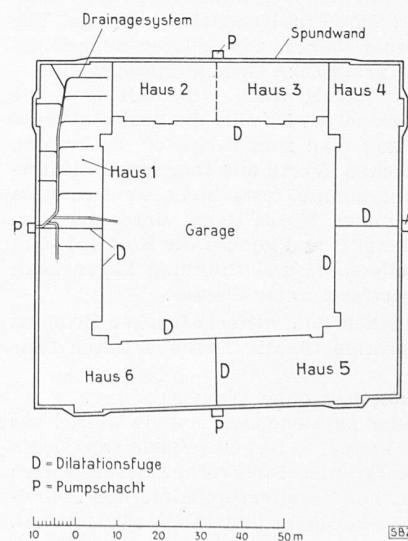 Drainagesystem
P
Spundwand
Haus 2
Haus 3
Haus 4
D
Haus 1
P
D
Garage
D
D
D
Haus 6
D
Haus 5
P
D = Dilatationsfuge
P = Pumpschacht
10 0 10 20 30 40 50 m